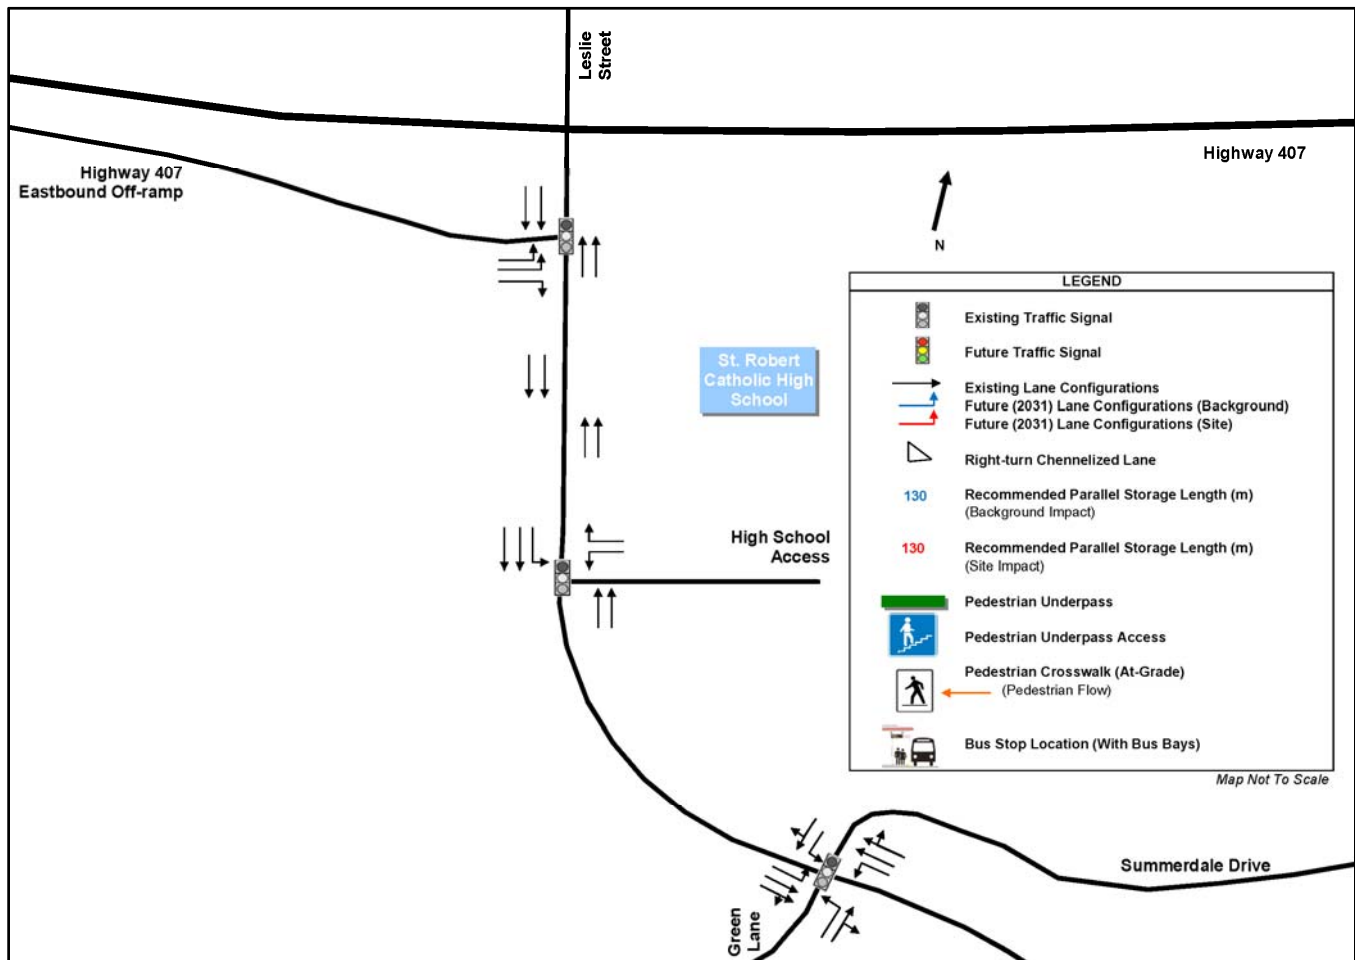 Leslie
Street
Highway 407
Highway 407
Eastbound Off-ramp
N
LEGEND
Existing Traffic Signal
Future Traffic Signal
Existing Lane Configurations
Future (2031) Lane Configurations (Background)
Future (2031) Lane Configurations (Site)
Right-turn Chennelized Lane
130 Recommended Parallel Storage Length (m)
(Background Impact)
130 Recommended Parallel Storage Length (m)
(Site Impact)
Pedestrian Underpass
Pedestrian Underpass Access
Pedestrian Crosswalk (At-Grade)
(Pedestrian Flow)
Bus Stop Location (With Bus Bays)
Map Not To Scale
St. Robert
Catholic High
School
High School
Access
Summerdale Drive
Green
Lane